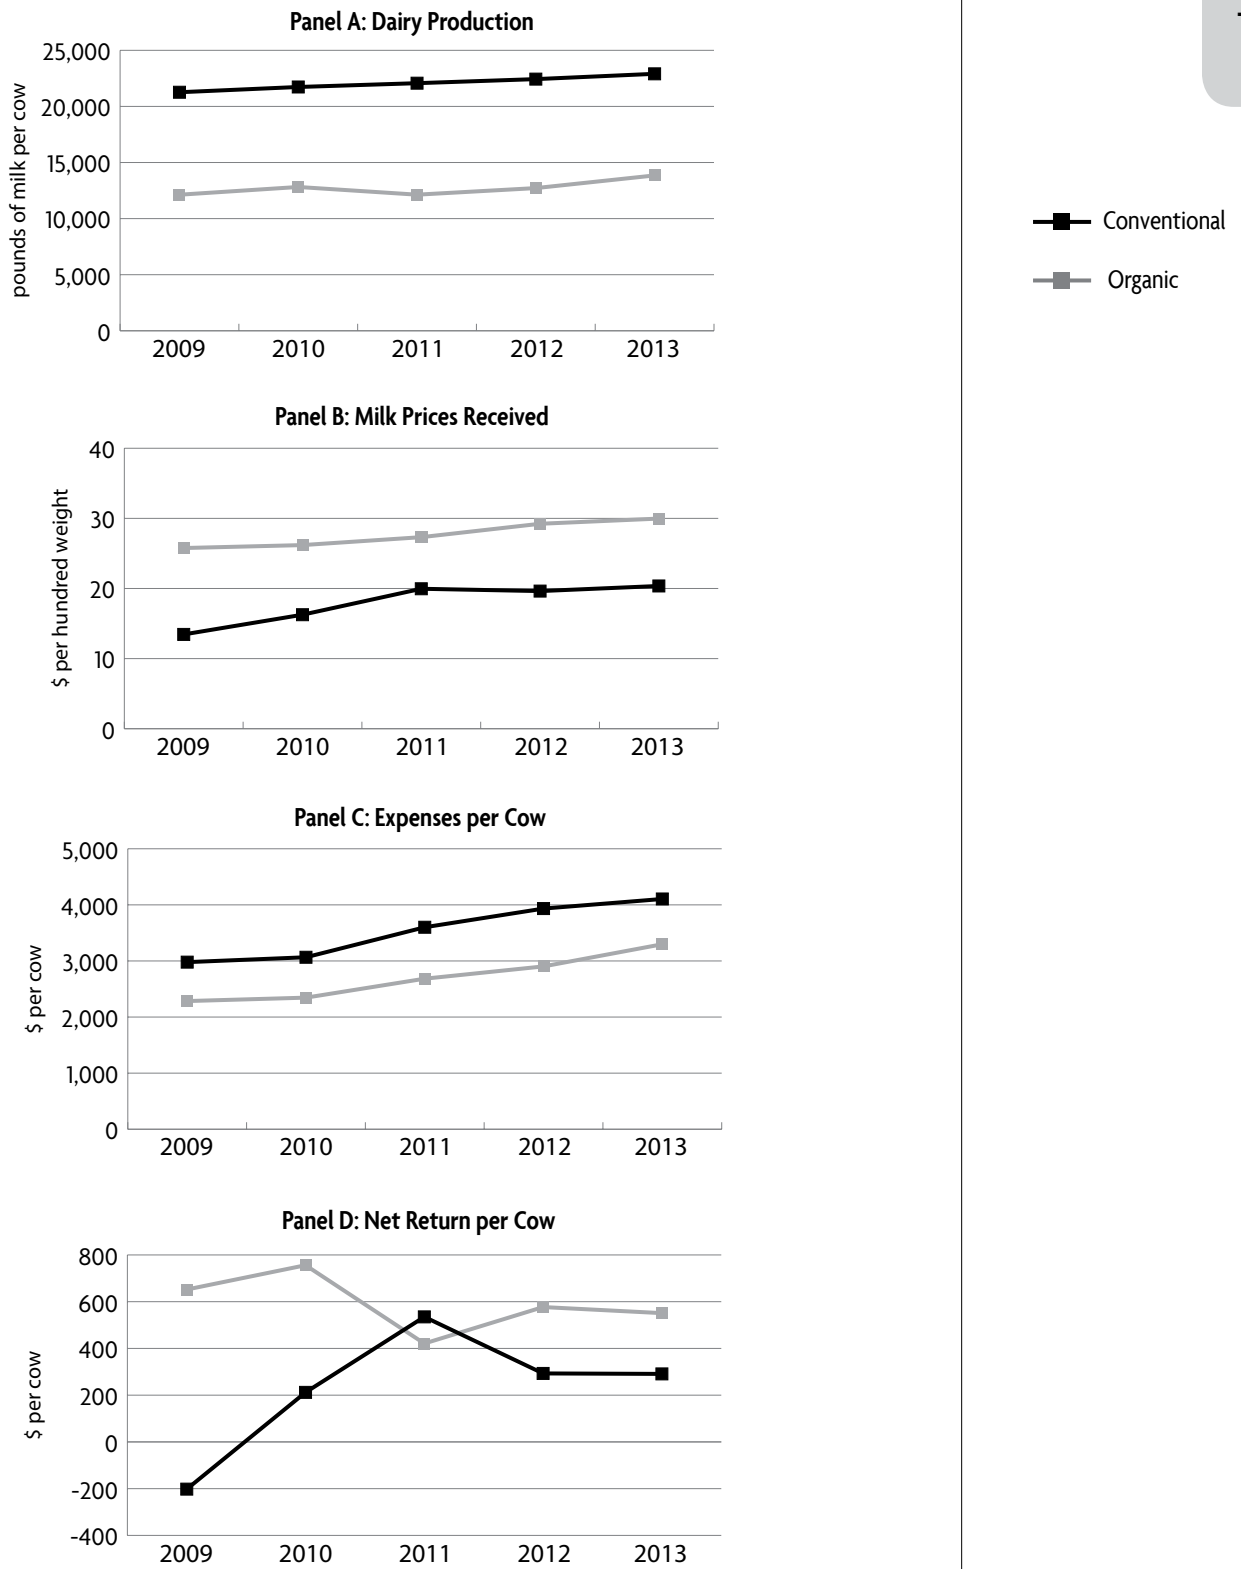 Panel A: Dairy Production
pounds of milk per cow
25,000
20,000
15,000
10,000
5,000
0
2009 2010 2011 2012 2013
Conventional
Organic
Panel B: Milk Prices Received
$ per hundred weight
40
30
20
10
0
2009 2010 2011 2012 2013
Panel C: Expenses per Cow
$ per cow
5,000
4,000
3,000
2,000
1,000
0
2009 2010 2011 2012 2013
Panel D: Net Return per Cow
$ per cow
800
600
400
200
0
-200
-400
2009 2010 2011 2012 2013